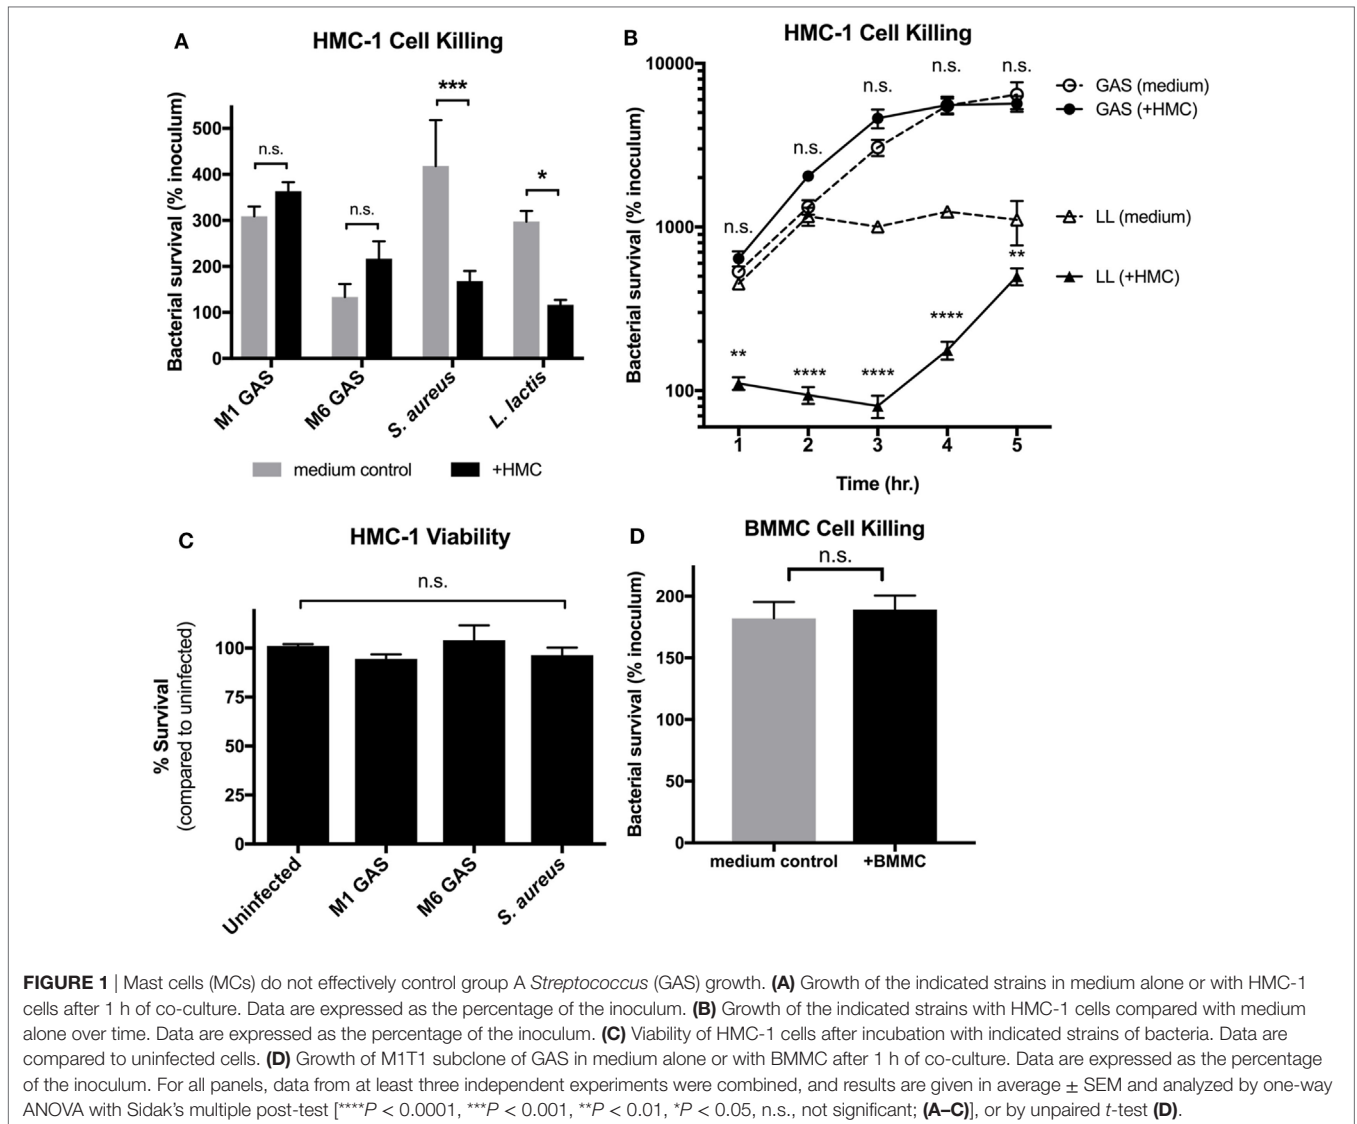 A
HMC-1 Cell Killing
Bacterial survival (% inoculum)
500
400
300
200
100
0
n.s.
n.s.
***
*
M1 GAS
M6 GAS
S. aureus
L. lactis
medium control
+HMC
B
HMC-1 Cell Killing
Bacterial survival (% inoculum)
10000
1000
100
n.s.
n.s.
n.s.
n.s.
n.s.
**
****
****
****
**
1
2
3
4
5
Time (hr.)
GAS (medium)
GAS (+HMC)
LL (medium)
LL (+HMC)
C
HMC-1 Viability
% Survival
(compared to uninfected)
100
75
50
25
0
n.s.
Uninfected
M1 GAS
M6 GAS
S. aureus
D
BMMC Cell Killing
Bacterial survival (% inoculum)
200
150
100
50
0
n.s.
medium control
+BMMC
FIGURE 1 | Mast cells (MCs) do not effectively control group A Streptococcus (GAS) growth. (A) Growth of the indicated strains in medium alone or with HMC-1
cells after 1 h of co-culture. Data are expressed as the percentage of the inoculum. (B) Growth of the indicated strains with HMC-1 cells compared with medium
alone over time. Data are expressed as the percentage of the inoculum. (C) Viability of HMC-1 cells after incubation with indicated strains of bacteria. Data are
compared to uninfected cells. (D) Growth of M1T1 subclone of GAS in medium alone or with BMMC after 1 h of co-culture. Data are expressed as the percentage
of the inoculum. For all panels, data from at least three independent experiments were combined, and results are given in average ± SEM and analyzed by one-way
ANOVA with Sidak's multiple post-test [****P < 0.0001, ***P < 0.001, **P < 0.01, *P < 0.05, n.s., not significant; (A–C)], or by unpaired t-test (D).